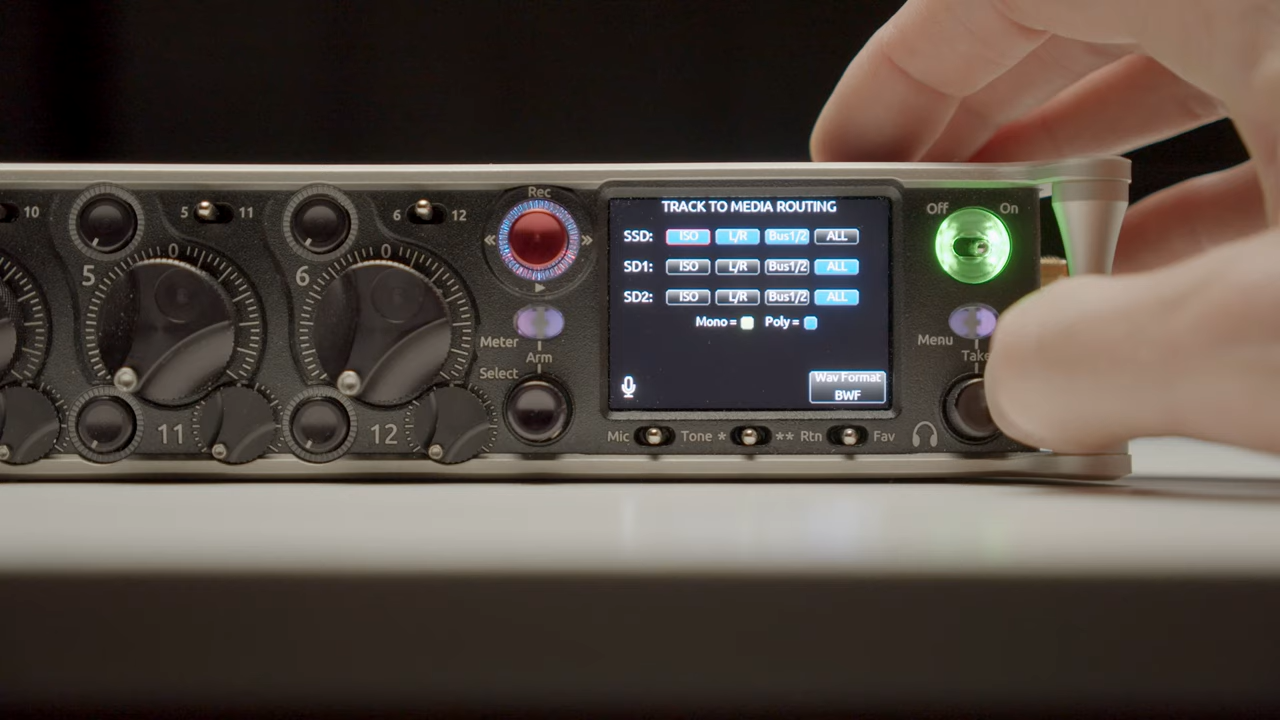 Rec
10
5
11
6
12
0
0
5
6
11
12
Meter
Arm
Select
TRACK TO MEDIA ROUTING
SSD: ISO L/R Bus1/2 ALL
SD1: ISO L/R Bus1/2 ALL
SD2: ISO L/R Bus1/2 ALL
Mono = Poly =
Wav Format
BWF
Mic Tone * ** Rtn Fav
Off On
Menu
Take